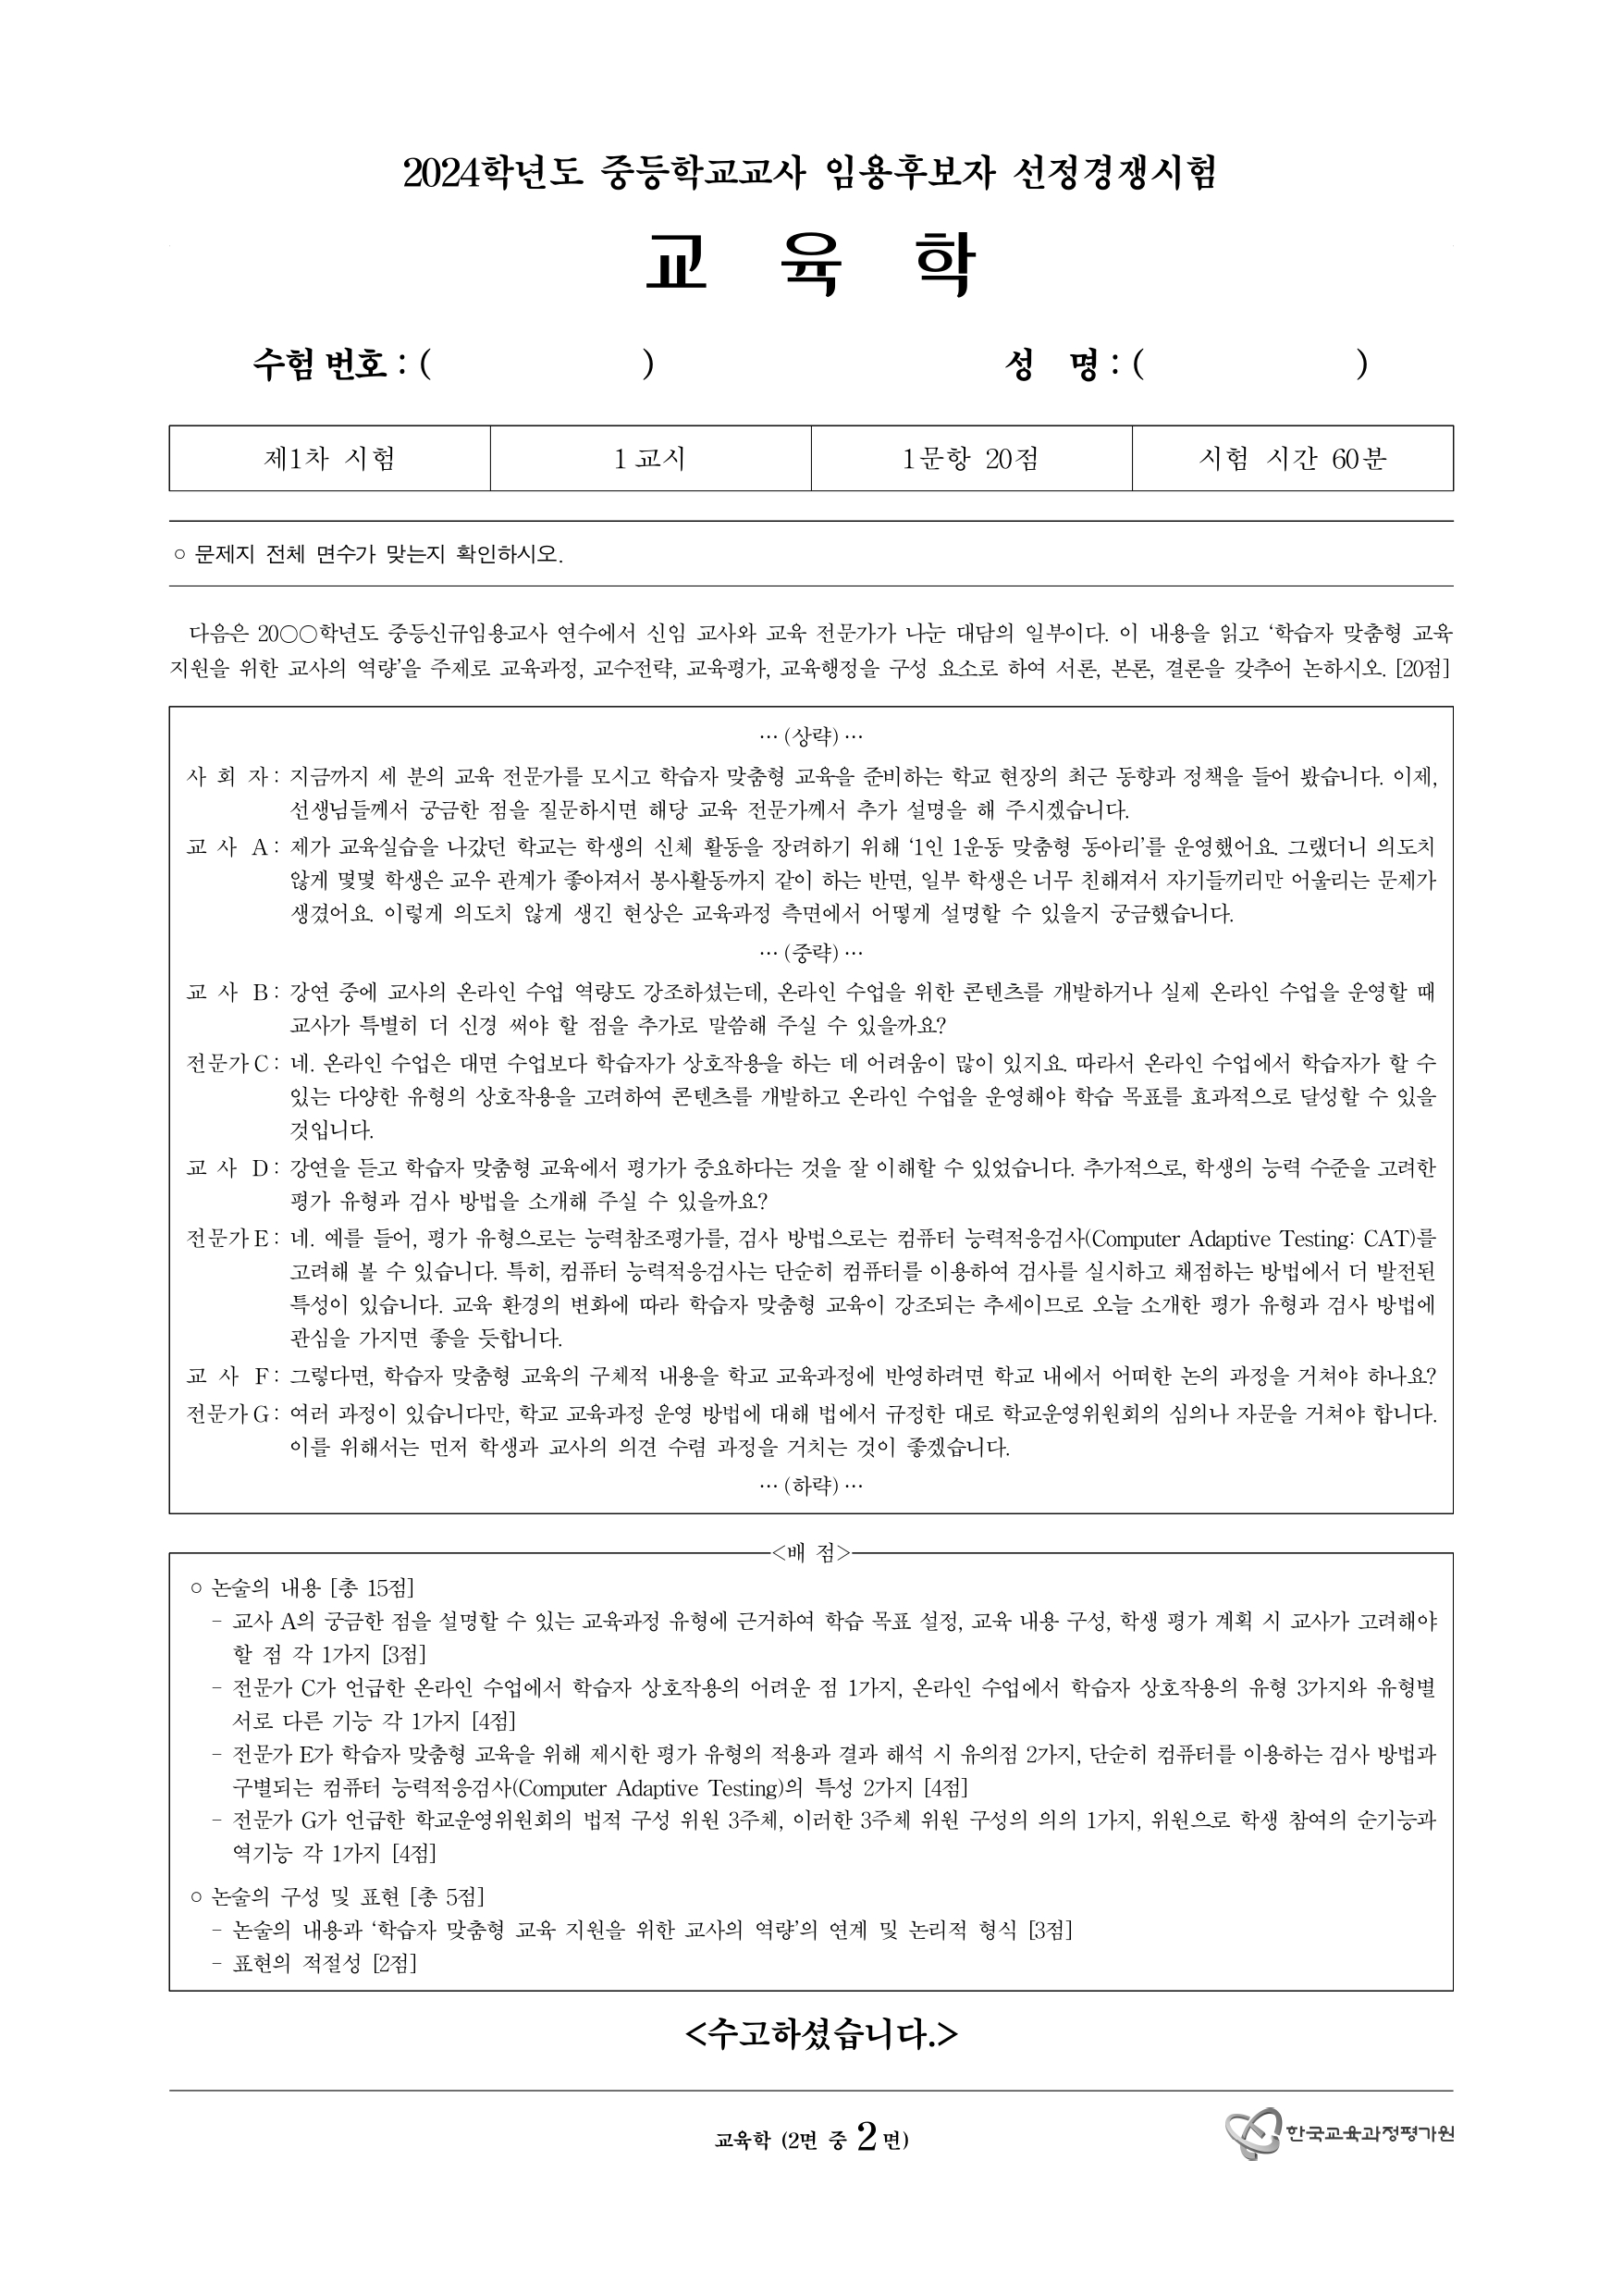 2024학년도 중등학교교사 임용후보자 선정경쟁시험
교 육 학
수험 번호 : ( ) 성 명 : ( )
제1차 시험 1 교시 1문항 20점 시험 시간 60분
○ 문제지 전체 면수가 맞는지 확인하시오.
다음은 20○○학년도 중등신규임용교사 연수에서 신임 교사와 교육 전문가가 나눈 대담의 일부이다. 이 내용을 읽고 ‘학습자 맞춤형 교육
지원을 위한 교사의 역량’을 주제로 교육과정, 교수전략, 교육평가, 교육행정을 구성 요소로 하여 서론, 본론, 결론을 갖추어 논하시오. [20점]
… (상략) …
사 회 자 : 지금까지 세 분의 교육 전문가를 모시고 학습자 맞춤형 교육을 준비하는 학교 현장의 최근 동향과 정책을 들어 봤습니다. 이제,
선생님들께서 궁금한 점을 질문하시면 해당 교육 전문가께서 추가 설명을 해 주시겠습니다.
교 사 A : 제가 교육실습을 나갔던 학교는 학생의 신체 활동을 장려하기 위해 ‘1인 1운동 맞춤형 동아리’를 운영했어요. 그랬더니 의도치
않게 몇몇 학생은 교우 관계가 좋아져서 봉사활동까지 같이 하는 반면, 일부 학생은 너무 친해져서 자기들끼리만 어울리는 문제가
생겼어요. 이렇게 의도치 않게 생긴 현상은 교육과정 측면에서 어떻게 설명할 수 있을지 궁금했습니다.
… (중략) …
교 사 B : 강연 중에 교사의 온라인 수업 역량도 강조하셨는데, 온라인 수업을 위한 콘텐츠를 개발하거나 실제 온라인 수업을 운영할 때
교사가 특별히 더 신경 써야 할 점을 추가로 말씀해 주실 수 있을까요?
전문가 C : 네. 온라인 수업은 대면 수업보다 학습자가 상호작용을 하는 데 어려움이 많이 있지요. 따라서 온라인 수업에서 학습자가 할 수
있는 다양한 유형의 상호작용을 고려하여 콘텐츠를 개발하고 온라인 수업을 운영해야 학습 목표를 효과적으로 달성할 수 있을
것입니다.
교 사 D : 강연을 듣고 학습자 맞춤형 교육에서 평가가 중요하다는 것을 잘 이해할 수 있었습니다. 추가적으로, 학생의 능력 수준을 고려한
평가 유형과 검사 방법을 소개해 주실 수 있을까요?
전문가 E : 네. 예를 들어, 평가 유형으로는 능력참조평가를, 검사 방법으로는 컴퓨터 능력적응검사(Computer Adaptive Testing: CAT)를
고려해 볼 수 있습니다. 특히, 컴퓨터 능력적응검사는 단순히 컴퓨터를 이용하여 검사를 실시하고 채점하는 방법에서 더 발전된
특성이 있습니다. 교육 환경의 변화에 따라 학습자 맞춤형 교육이 강조되는 추세이므로 오늘 소개한 평가 유형과 검사 방법에
관심을 가지면 좋을 듯합니다.
교 사 F : 그렇다면, 학습자 맞춤형 교육의 구체적 내용을 학교 교육과정에 반영하려면 학교 내에서 어떠한 논의 과정을 거쳐야 하나요?
전문가 G : 여러 과정이 있습니다만, 학교 교육과정 운영 방법에 대해 법에서 규정한 대로 학교운영위원회의 심의나 자문을 거쳐야 합니다.
이를 위해서는 먼저 학생과 교사의 의견 수렴 과정을 거치는 것이 좋겠습니다.
… (하략) …
<배 점>
○ 논술의 내용 [총 15점]
- 교사 A의 궁금한 점을 설명할 수 있는 교육과정 유형에 근거하여 학습 목표 설정, 교육 내용 구성, 학생 평가 계획 시 교사가 고려해야
할 점 각 1가지 [3점]
- 전문가 C가 언급한 온라인 수업에서 학습자 상호작용의 어려운 점 1가지, 온라인 수업에서 학습자 상호작용의 유형 3가지와 유형별
서로 다른 기능 각 1가지 [4점]
- 전문가 E가 학습자 맞춤형 교육을 위해 제시한 평가 유형의 적용과 결과 해석 시 유의점 2가지, 단순히 컴퓨터를 이용하는 검사 방법과
구별되는 컴퓨터 능력적응검사(Computer Adaptive Testing)의 특성 2가지 [4점]
- 전문가 G가 언급한 학교운영위원회의 법적 구성 위원 3주체, 이러한 3주체 위원 구성의 의의 1가지, 위원으로 학생 참여의 순기능과
역기능 각 1가지 [4점]
○ 논술의 구성 및 표현 [총 5점]
- 논술의 내용과 ‘학습자 맞춤형 교육 지원을 위한 교사의 역량’의 연계 및 논리적 형식 [3점]
- 표현의 적절성 [2점]
<수고하셨습니다.>
교육학 (2면 중 2 면)
한국교육과정평가원